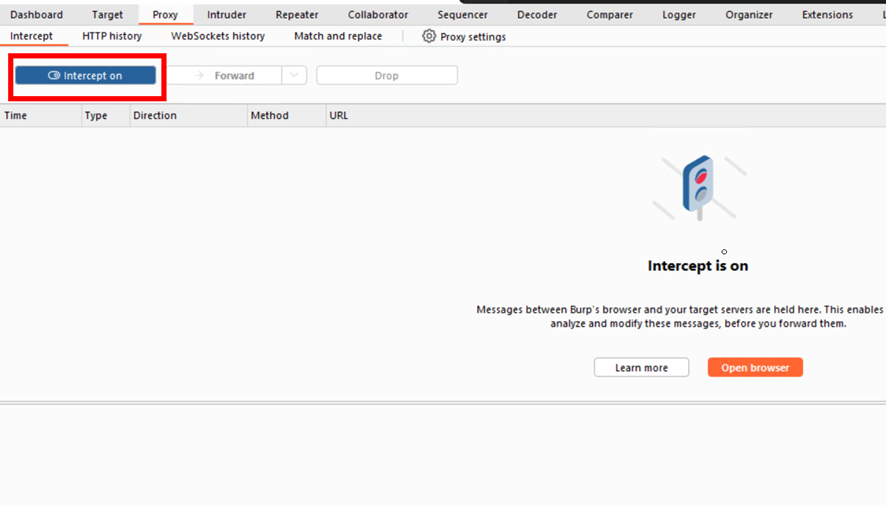 Dashboard Target Proxy Intruder Repeater Collaborator Sequencer Decoder Comparer Logger Organizer Extensions
Intercept HTTP history WebSockets history Match and replace Proxy settings
Intercept on Forward Drop
Time Type Direction Method URL
Intercept is on
Messages between Burp's browser and your target servers are held here. This enables
analyze and modify these messages, before you forward them.
Learn more Open browser